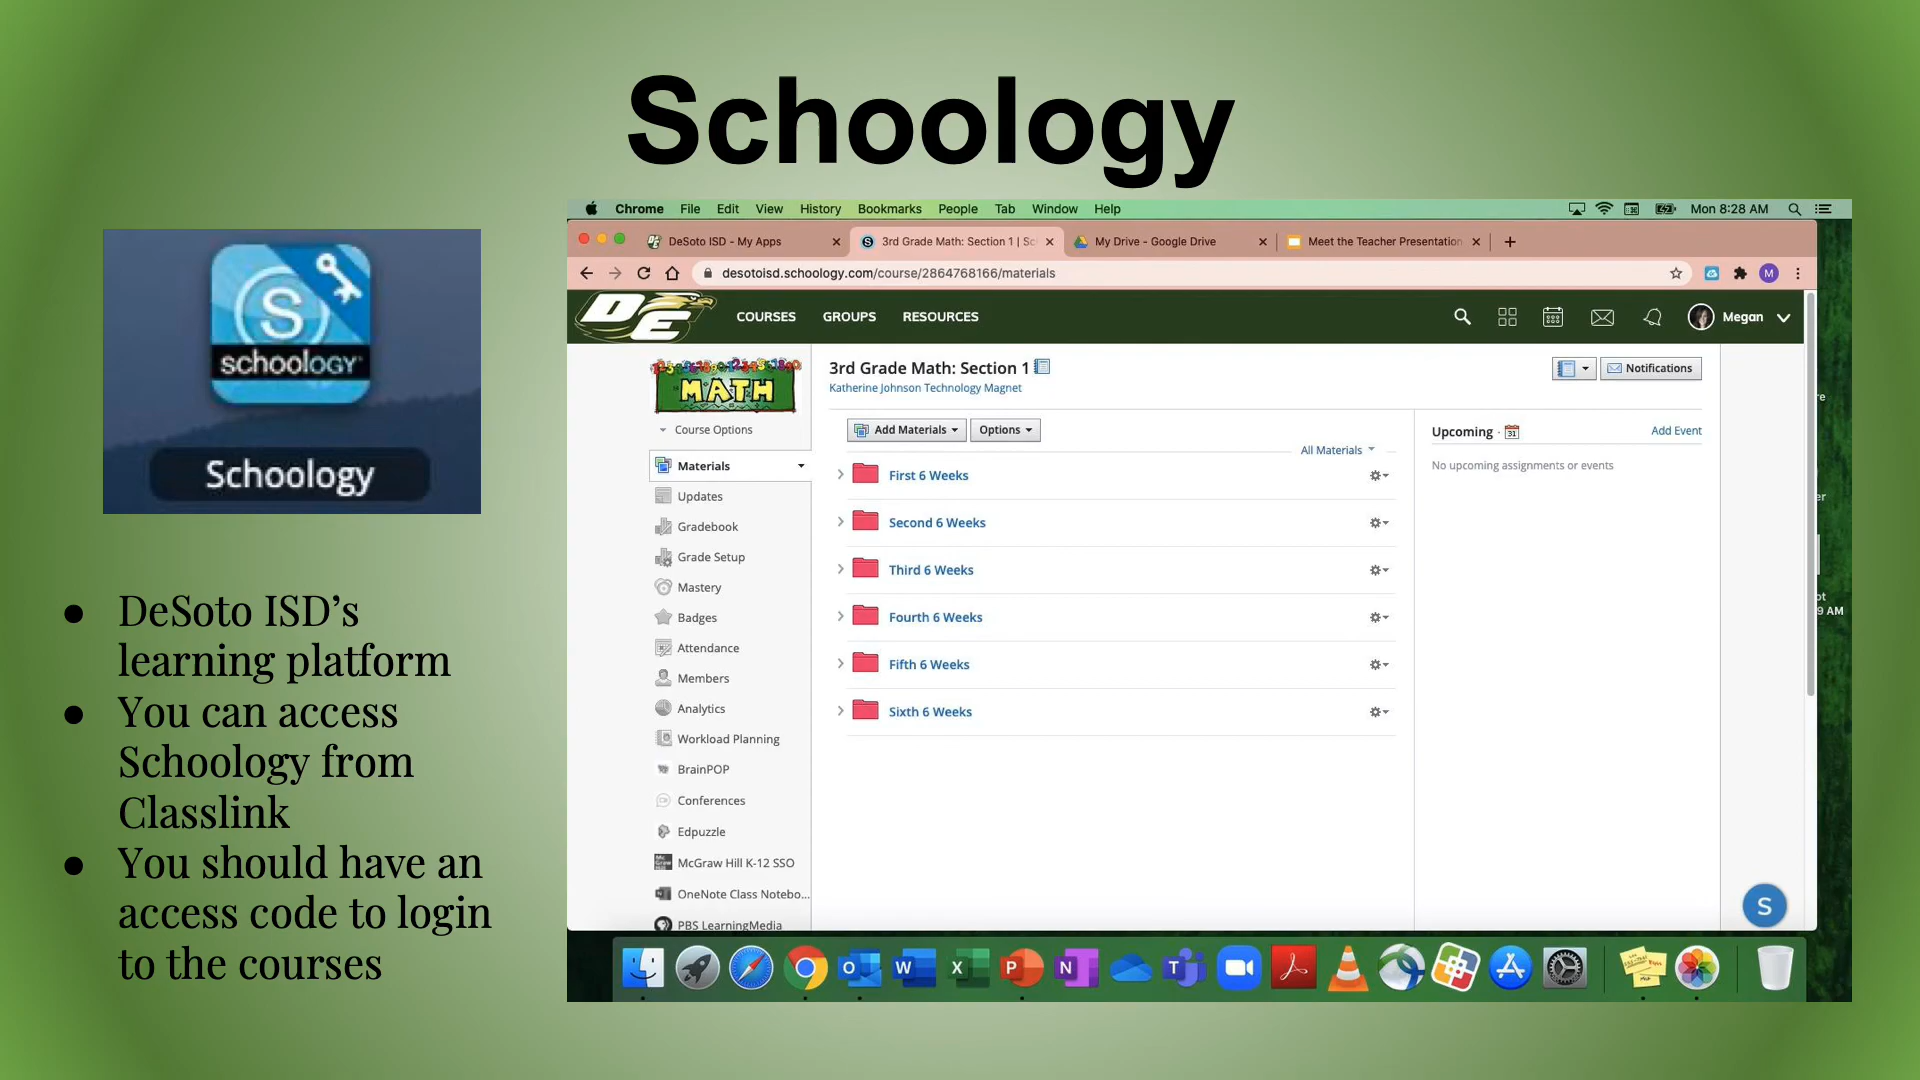 Schoology
schoology
Schoology
● DeSoto ISD’s
learning platform
● You can access
Schoology from
Classlink
● You should have an
access code to login
to the courses
Chrome File Edit View History Bookmarks People Tab Window Help Mon 8:28 AM
DeSoto ISD - My Apps 3rd Grade Math: Section 1 | Sc My Drive - Google Drive Meet the Teacher Presentation
desotoisd.schoology.com/course/2864768166/materials M
DE COURSES GROUPS RESOURCES Megan
MATH
Course Options
Materials
Updates
Gradebook
Grade Setup
Mastery
Badges
Attendance
Members
Analytics
Workload Planning
BrainPOP
Conferences
Edpuzzle
McGraw Hill K-12 SSO
OneNote Class Notebo...
PBS LearningMedia
3rd Grade Math: Section 1
Katherine Johnson Technology Magnet
Notifications
Add Materials Options
All Materials
First 6 Weeks
Second 6 Weeks
Third 6 Weeks
Fourth 6 Weeks
Fifth 6 Weeks
Sixth 6 Weeks
Upcoming · 31 Add Event
No upcoming assignments or events
9 AM
S
O W X P N T